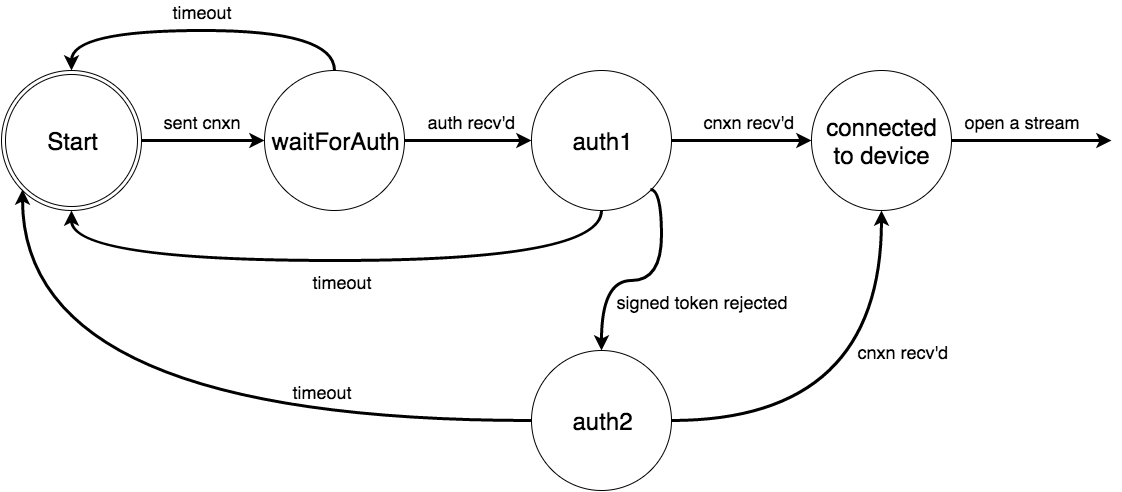 timeout
sent cnxn
auth recv'd
cnxn recv'd
open a stream
Start
waitForAuth
auth1
connected
to device
timeout
signed token rejected
cnxn recv'd
timeout
auth2